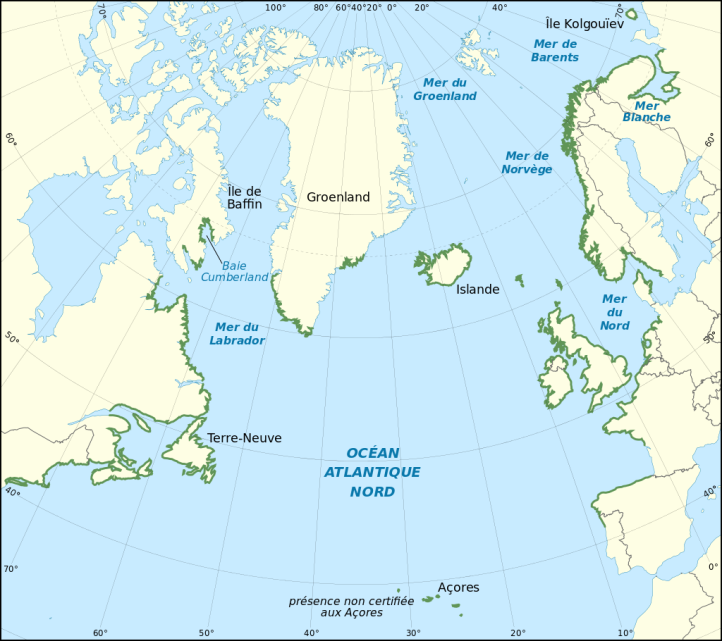 70°
100°
80°
60°
40°
20°
0°
20°
40°
70°
Île Kolgouïev
Mer de
Barents
Mer du
Groenland
Mer
Blanche
60°
60°
Mer de
Norvège
Île de
Baffin
Groenland
Baie
Cumberland
Islande
Mer
du
Nord
Mer du
Labrador
50°
50°
Terre-Neuve
OCÉAN
ATLANTIQUE
NORD
40°
40°
70°
0°
Açores
présence non certifiée
aux Açores
60°
50°
40°
30°
20°
10°